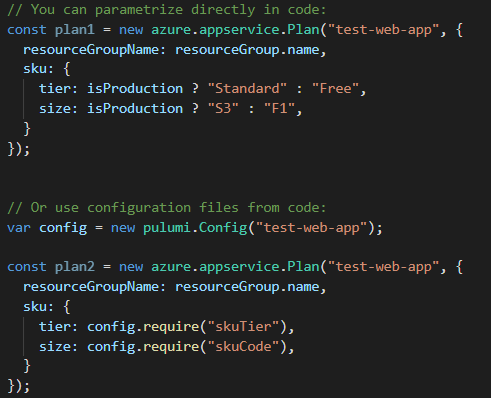 // You can parametrize directly in code:
const plan1 = new azure.appservice.Plan("test-web-app", {
  resourceGroupName: resourceGroup.name,
  sku: {
    tier: isProduction ? "Standard" : "Free",
    size: isProduction ? "S3" : "F1",
  }
});

// Or use configuration files from code:
var config = new pulumi.Config("test-web-app");

const plan2 = new azure.appservice.Plan("test-web-app", {
  resourceGroupName: resourceGroup.name,
  sku: {
    tier: config.require("skuTier"),
    size: config.require("skuCode"),
  }
});